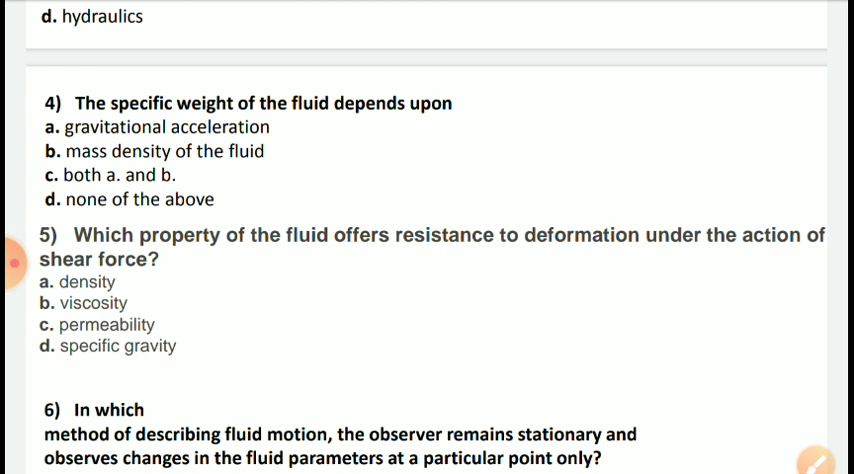 d. hydraulics
4) The specific weight of the fluid depends upon
a. gravitational acceleration
b. mass density of the fluid
c. both a. and b.
d. none of the above
5) Which property of the fluid offers resistance to deformation under the action of
shear force?
a. density
b. viscosity
c. permeability
d. specific gravity
6) In which
method of describing fluid motion, the observer remains stationary and
observes changes in the fluid parameters at a particular point only?